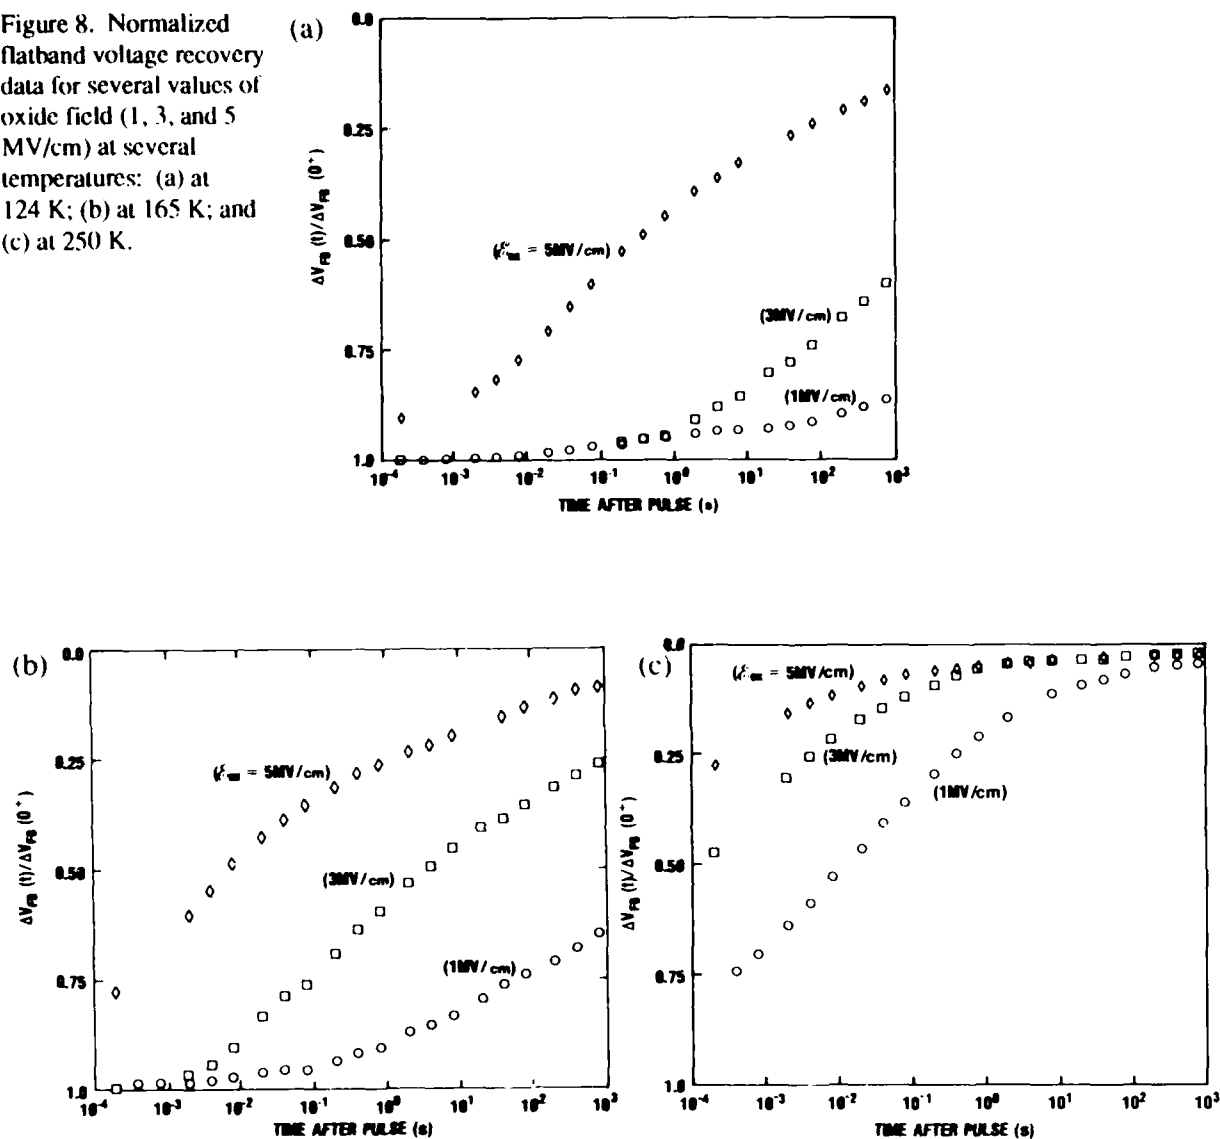 Figure 8. Normalized
flatband voltage recovery
data for several values of
oxide field (1, 3, and 5
MV/cm) at several
temperatures: (a) at
124 K; (b) at 165 K; and
(c) at 250 K.
(a)
0.0
0.25
0.50
0.75
1.0
ΔV_FB (t)/ΔV_FB (0⁺)
(ℰ_ox = 5MV/cm)
(3MV/cm)
(1MV/cm)
10⁻⁴ 10⁻³ 10⁻² 10⁻¹ 10⁰ 10¹ 10² 10³
TIME AFTER PULSE (s)
(b)
0.0
0.25
0.50
0.75
1.0
ΔV_FB (t)/ΔV_FB (0⁺)
(ℰ_ox = 5MV/cm)
(3MV/cm)
(1MV/cm)
10⁻⁴ 10⁻³ 10⁻² 10⁻¹ 10⁰ 10¹ 10² 10³
TIME AFTER PULSE (s)
(c)
0.0
0.25
0.50
0.75
1.0
ΔV_FB (t)/ΔV_FB (0⁺)
(ℰ_ox = 5MV/cm)
(3MV/cm)
(1MV/cm)
10⁻⁴ 10⁻³ 10⁻² 10⁻¹ 10⁰ 10¹ 10² 10³
TIME AFTER PULSE (s)